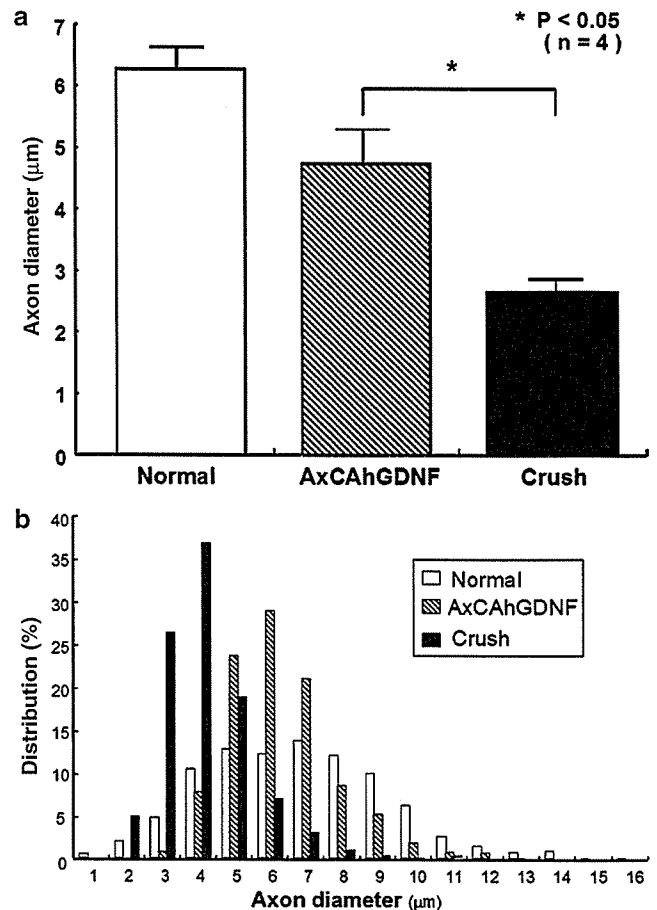 a
* P < 0.05
( n = 4 )
*
Axon diameter (μm)
7
6
5
4
3
2
1
0
Normal AxCAhGDNF Crush
b
Distribution (%)
40
35
30
25
20
15
10
5
0
Normal
AxCAhGDNF
Crush
1 2 3 4 5 6 7 8 9 10 11 12 13 14 15 16
Axon diameter (μm)